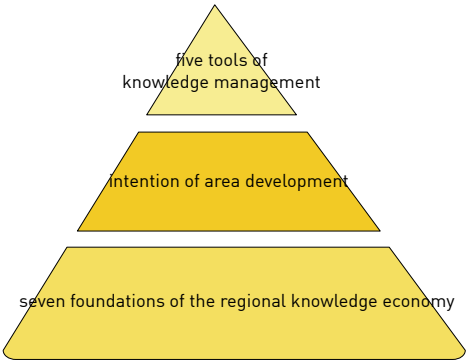 five tools of
knowledge management
intention of area development
seven foundations of the regional knowledge economy